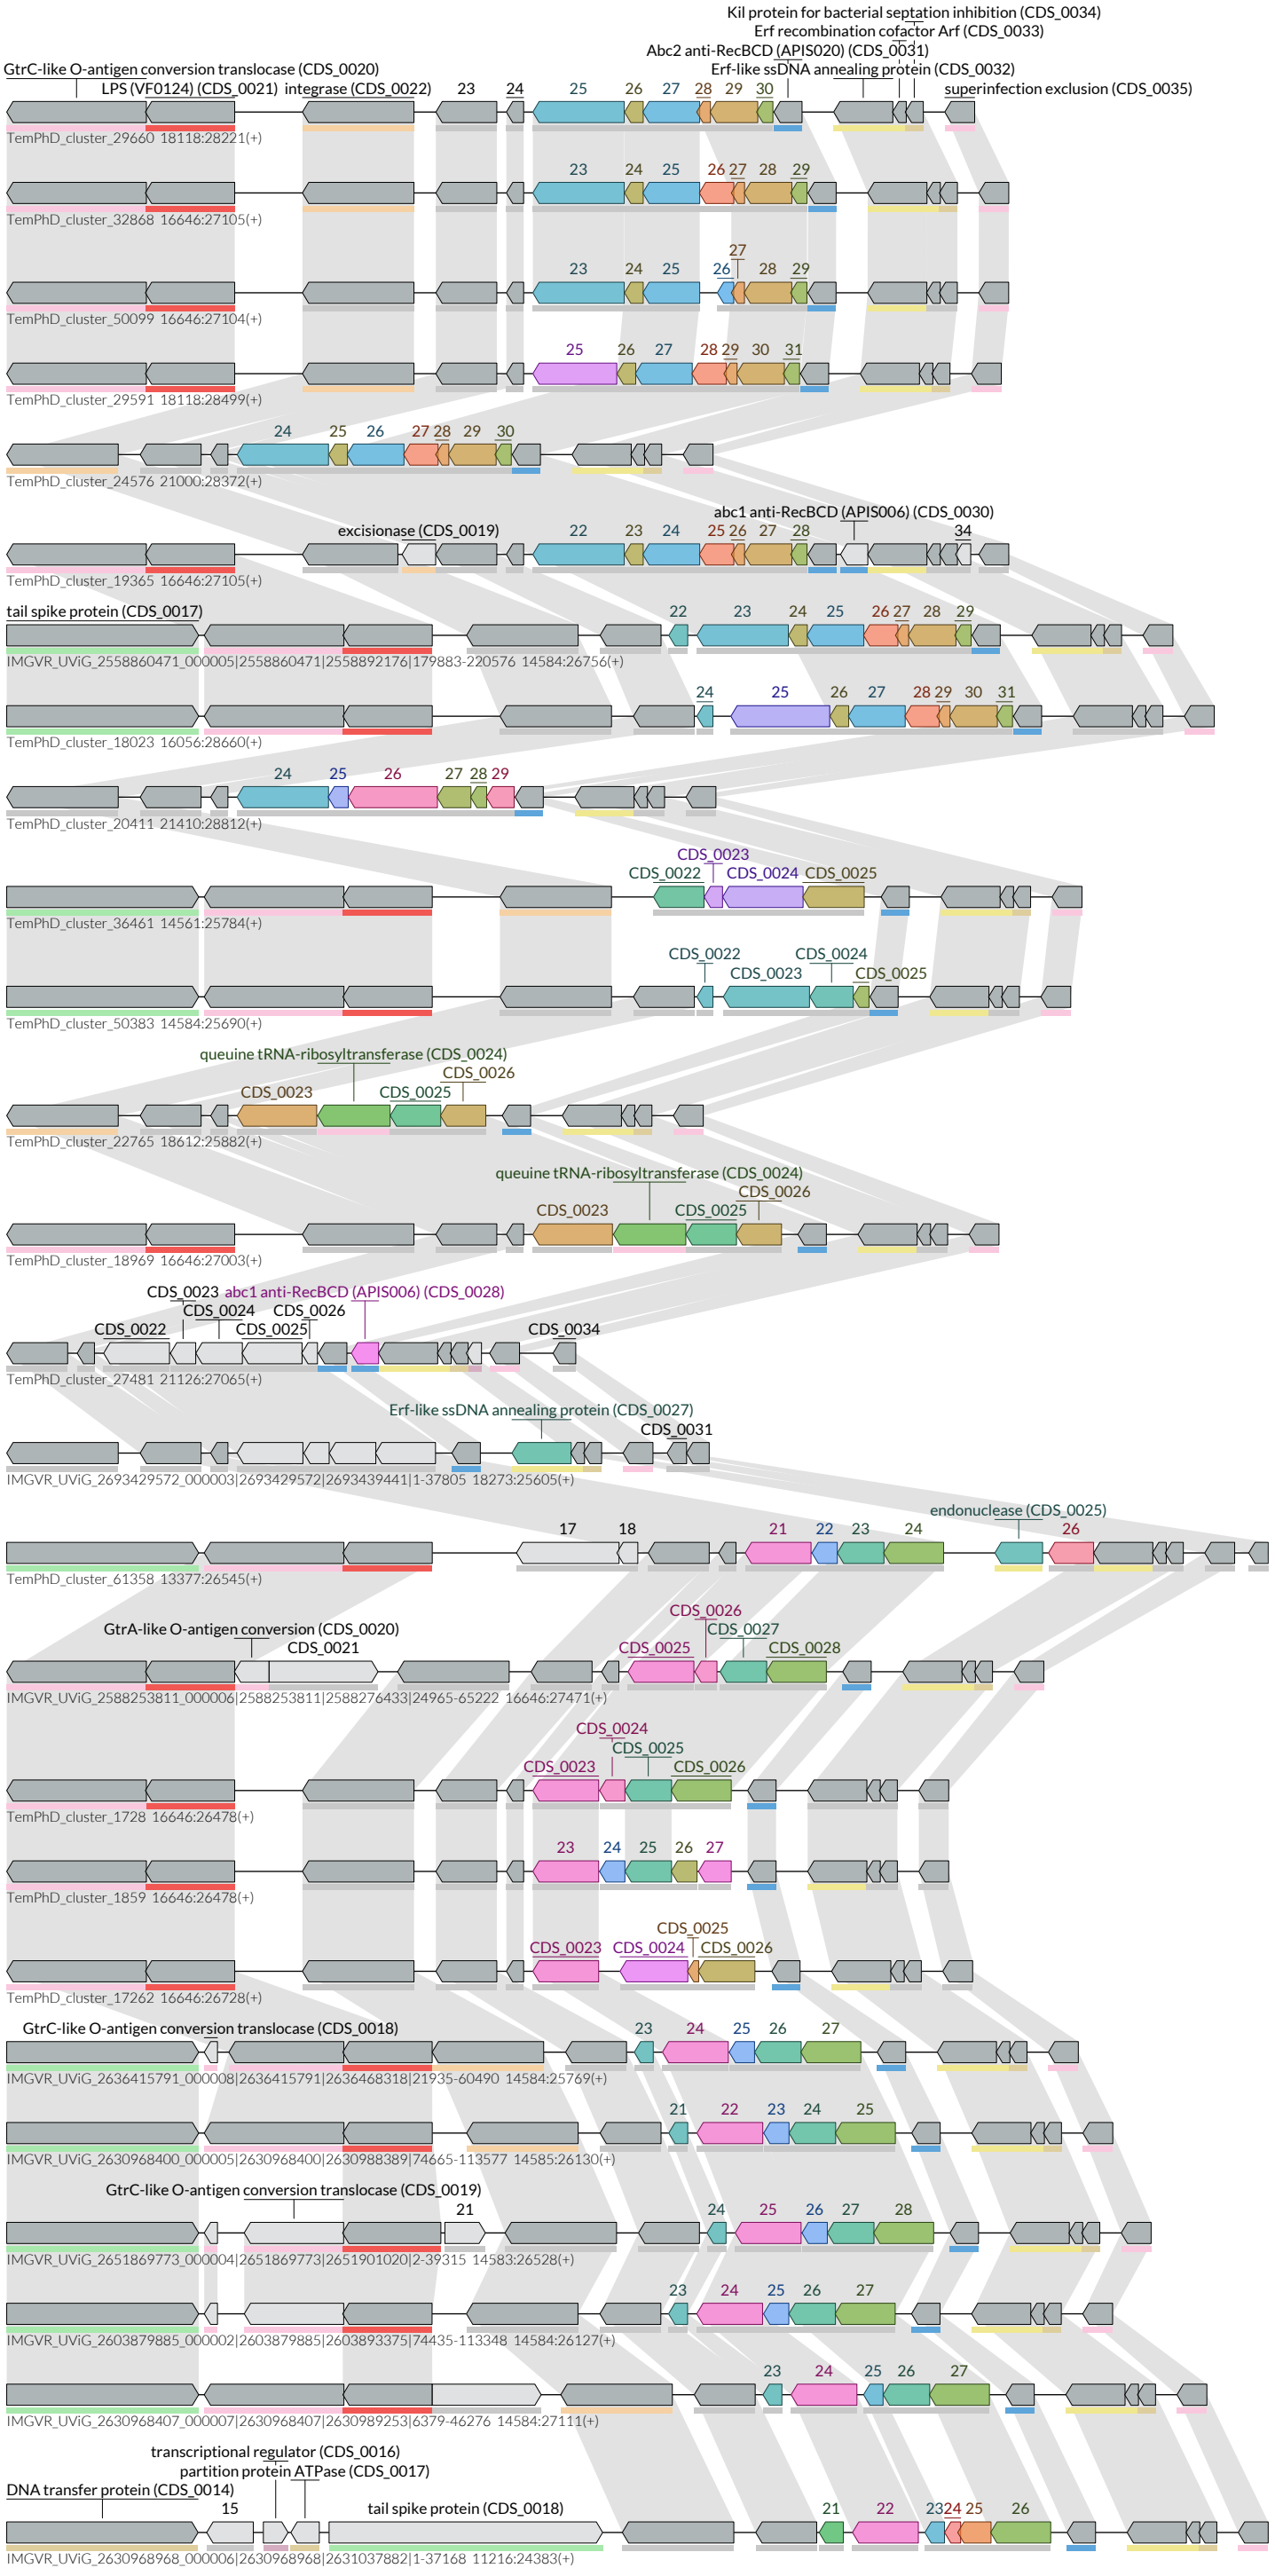 Kil protein for bacterial septation inhibition (CDS_0034)
Erf recombination cofactor Arf (CDS_0033)
Abc2 anti-RecBCD (APIS020) (CDS_0031)
GtrC-like O-antigen conversion translocase (CDS_0020) Erf-like ssDNA annealing protein (CDS_0032)
LPS (VF0124) (CDS_0021) integrase (CDS_0022) 23 24 25 26 27 28 29 30 superinfection exclusion (CDS_0035)
TemPhD_cluster_29660 18118:28221(+)
23 24 25 26 27 28 29
TemPhD_cluster_32868 16646:27105(+)
27
23 24 25 26 28 29
TemPhD_cluster_50099 16646:27104(+)
25 26 27 28 29 30 31
TemPhD_cluster_29591 18118:28499(+)
24 25 26 27 28 29 30
TemPhD_cluster_24576 21000:28372(+)
abc1 anti-RecBCD (APIS006) (CDS_0030)
excisionase (CDS_0019) 22 23 24 25 26 27 28 34
TemPhD_cluster_19365 16646:27105(+)
tail spike protein (CDS_0017) 22 23 24 25 26 27 28 29
IMGVR_UViG_2558860471_000005|2558860471|2558892176|179883-220576 14584:26756(+)
24 25 26 27 28 29 30 31
TemPhD_cluster_18023 16056:28660(+)
24 25 26 27 28 29
TemPhD_cluster_20411 21410:28812(+)
CDS_0023
CDS_0022 CDS_0024 CDS_0025
TemPhD_cluster_36461 14561:25784(+)
CDS_0022 CDS_0024
CDS_0023 CDS_0025
TemPhD_cluster_50383 14584:25690(+)
queuine tRNA-ribosyltransferase (CDS_0024)
CDS_0026
CDS_0023 CDS_0025
TemPhD_cluster_22765 18612:25882(+)
queuine tRNA-ribosyltransferase (CDS_0024)
CDS_0026
CDS_0023 CDS_0025
TemPhD_cluster_18969 16646:27003(+)
CDS_0023 abc1 anti-RecBCD (APIS006) (CDS_0028)
CDS_0024 CDS_0026
CDS_0022 CDS_0025 CDS_0034
TemPhD_cluster_27481 21126:27065(+)
Erf-like ssDNA annealing protein (CDS_0027)
CDS_0031
IMGVR_UViG_2693429572_000003|2693429572|2693439441|1-37805 18273:25605(+)
endonuclease (CDS_0025)
17 18 21 22 23 24 26
TemPhD_cluster_61358 13377:26545(+)
CDS_0026
GtrA-like O-antigen conversion (CDS_0020) CDS_0027
CDS_0021 CDS_0025 CDS_0028
IMGVR_UViG_2588253811_000006|2588253811|2588276433|24965-65222 16646:27471(+)
CDS_0024
CDS_0025
CDS_0023 CDS_0026
TemPhD_cluster_1728 16646:26478(+)
23 24 25 26 27
TemPhD_cluster_1859 16646:26478(+)
CDS_0025
CDS_0023 CDS_0024 CDS_0026
TemPhD_cluster_17262 16646:26728(+)
GtrC-like O-antigen conversion translocase (CDS_0018) 23 24 25 26 27
IMGVR_UViG_2636415791_000008|2636415791|2636468318|21935-60490 14584:25769(+)
21 22 23 24 25
IMGVR_UViG_2630968400_000005|2630968400|2630988389|74665-113577 14585:26130(+)
GtrC-like O-antigen conversion translocase (CDS_0019)
21 24 25 26 27 28
IMGVR_UViG_2651869773_000004|2651869773|2651901020|2-39315 14583:26528(+)
23 24 25 26 27
IMGVR_UViG_2603879885_000002|2603879885|2603893375|74435-113348 14584:26127(+)
23 24 25 26 27
IMGVR_UViG_2630968407_000007|2630968407|2630989253|6379-46276 14584:27111(+)
transcriptional regulator (CDS_0016)
partition protein ATPase (CDS_0017)
DNA transfer protein (CDS_0014)
15 tail spike protein (CDS_0018) 21 22 23 24 25 26
IMGVR_UViG_2630968968_000006|2630968968|2631037882|1-37168 11216:24383(+)